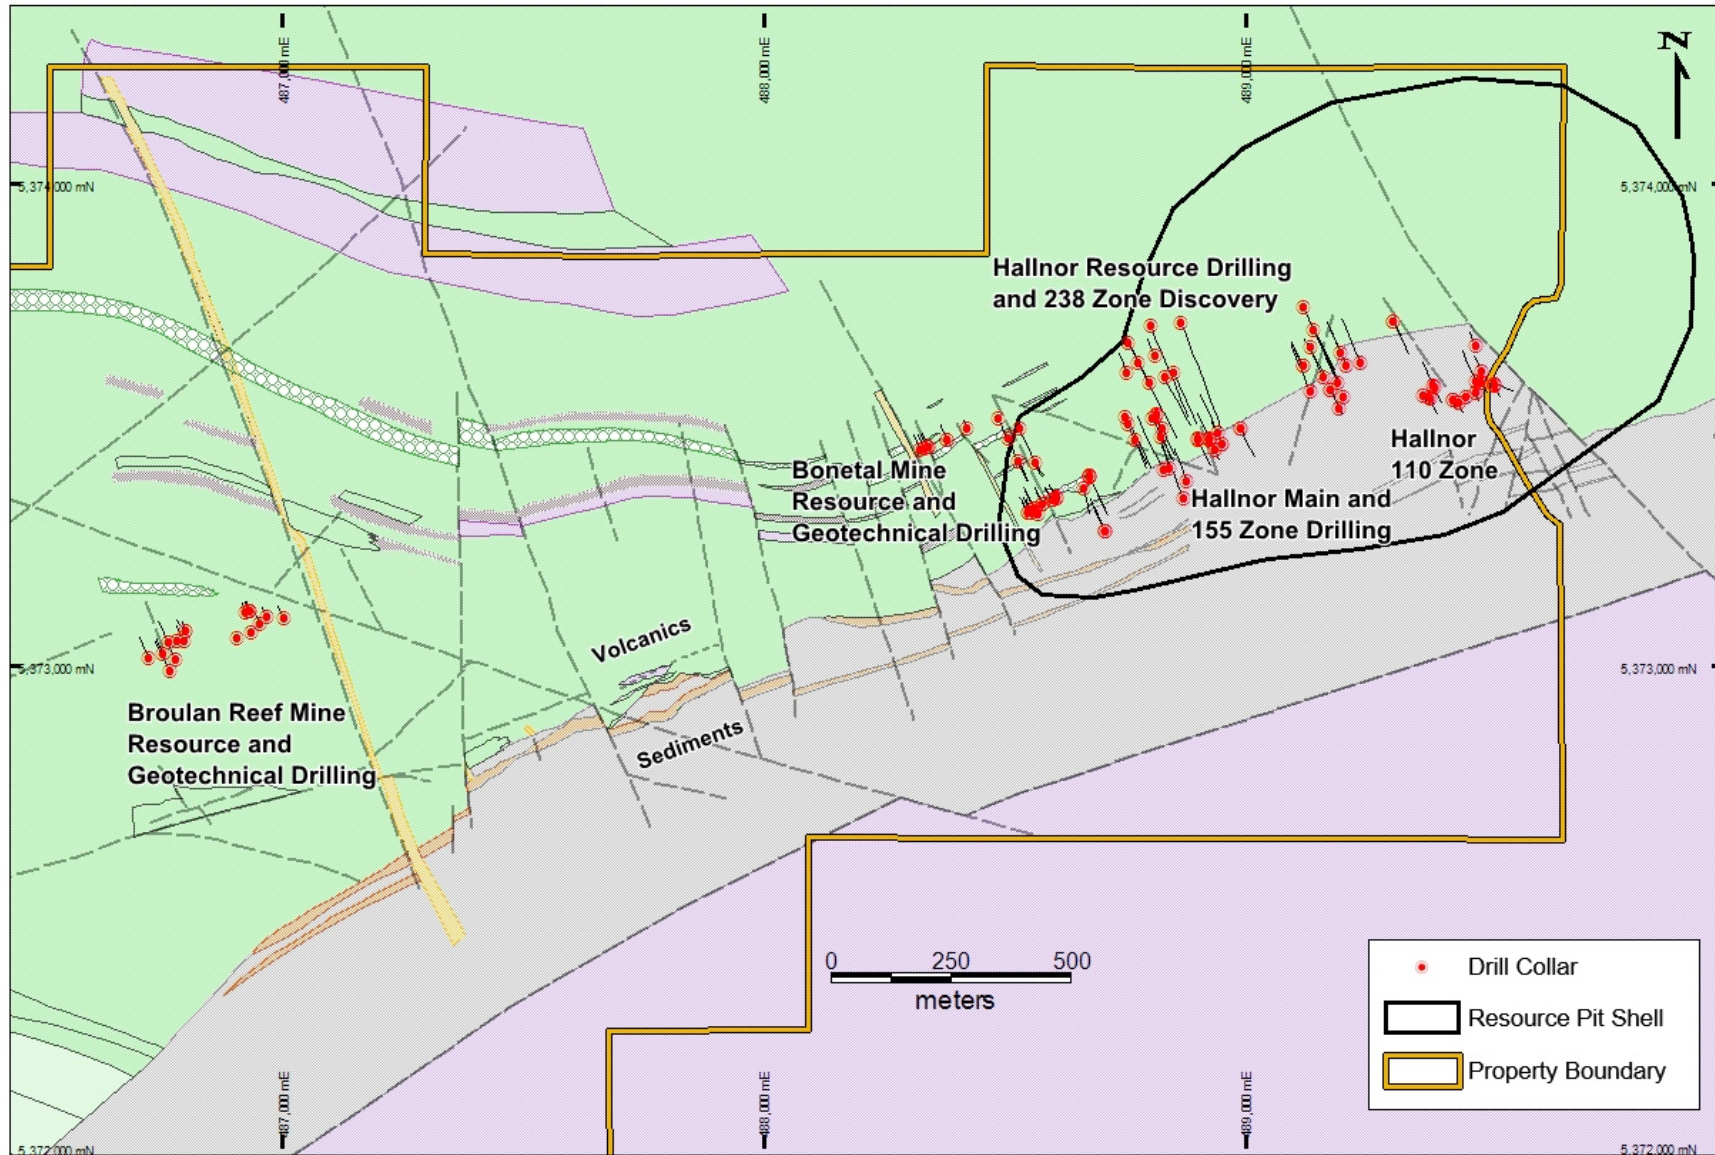 487,000 mE
488,000 mE
489,000 mE
N
5,374,000 mN
5,374,000 mN
Hallnor Resource Drilling
and 238 Zone Discovery
Hallnor
110 Zone
Bonetal Mine
Resource and
Geotechnical Drilling
Hallnor Main and
155 Zone Drilling
Volcanics
5,373,000 mN
5,373,000 mN
Sediments
Broulan Reef Mine
Resource and
Geotechnical Drilling
0 250 500
meters
Drill Collar
Resource Pit Shell
Property Boundary
487,000 mE
488,000 mE
489,000 mE
5,372,000 mN
5,372,000 mN